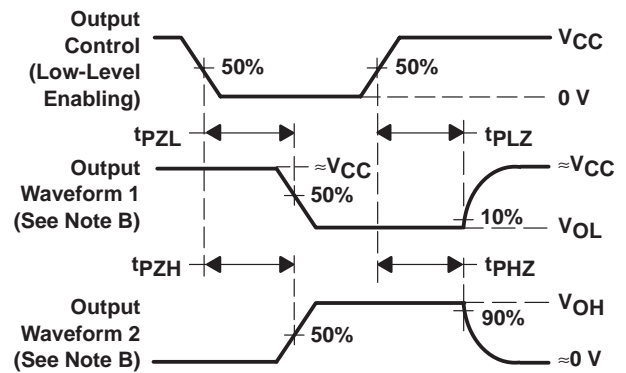 Output
Control
(Low-Level
Enabling)
50%
50%
VCC
0 V
tPZL
tPLZ
Output
Waveform 1
(See Note B)
≈VCC
50%
≈VCC
10%
VOL
tPZH
tPHZ
Output
Waveform 2
(See Note B)
50%
VOH
90%
≈0 V